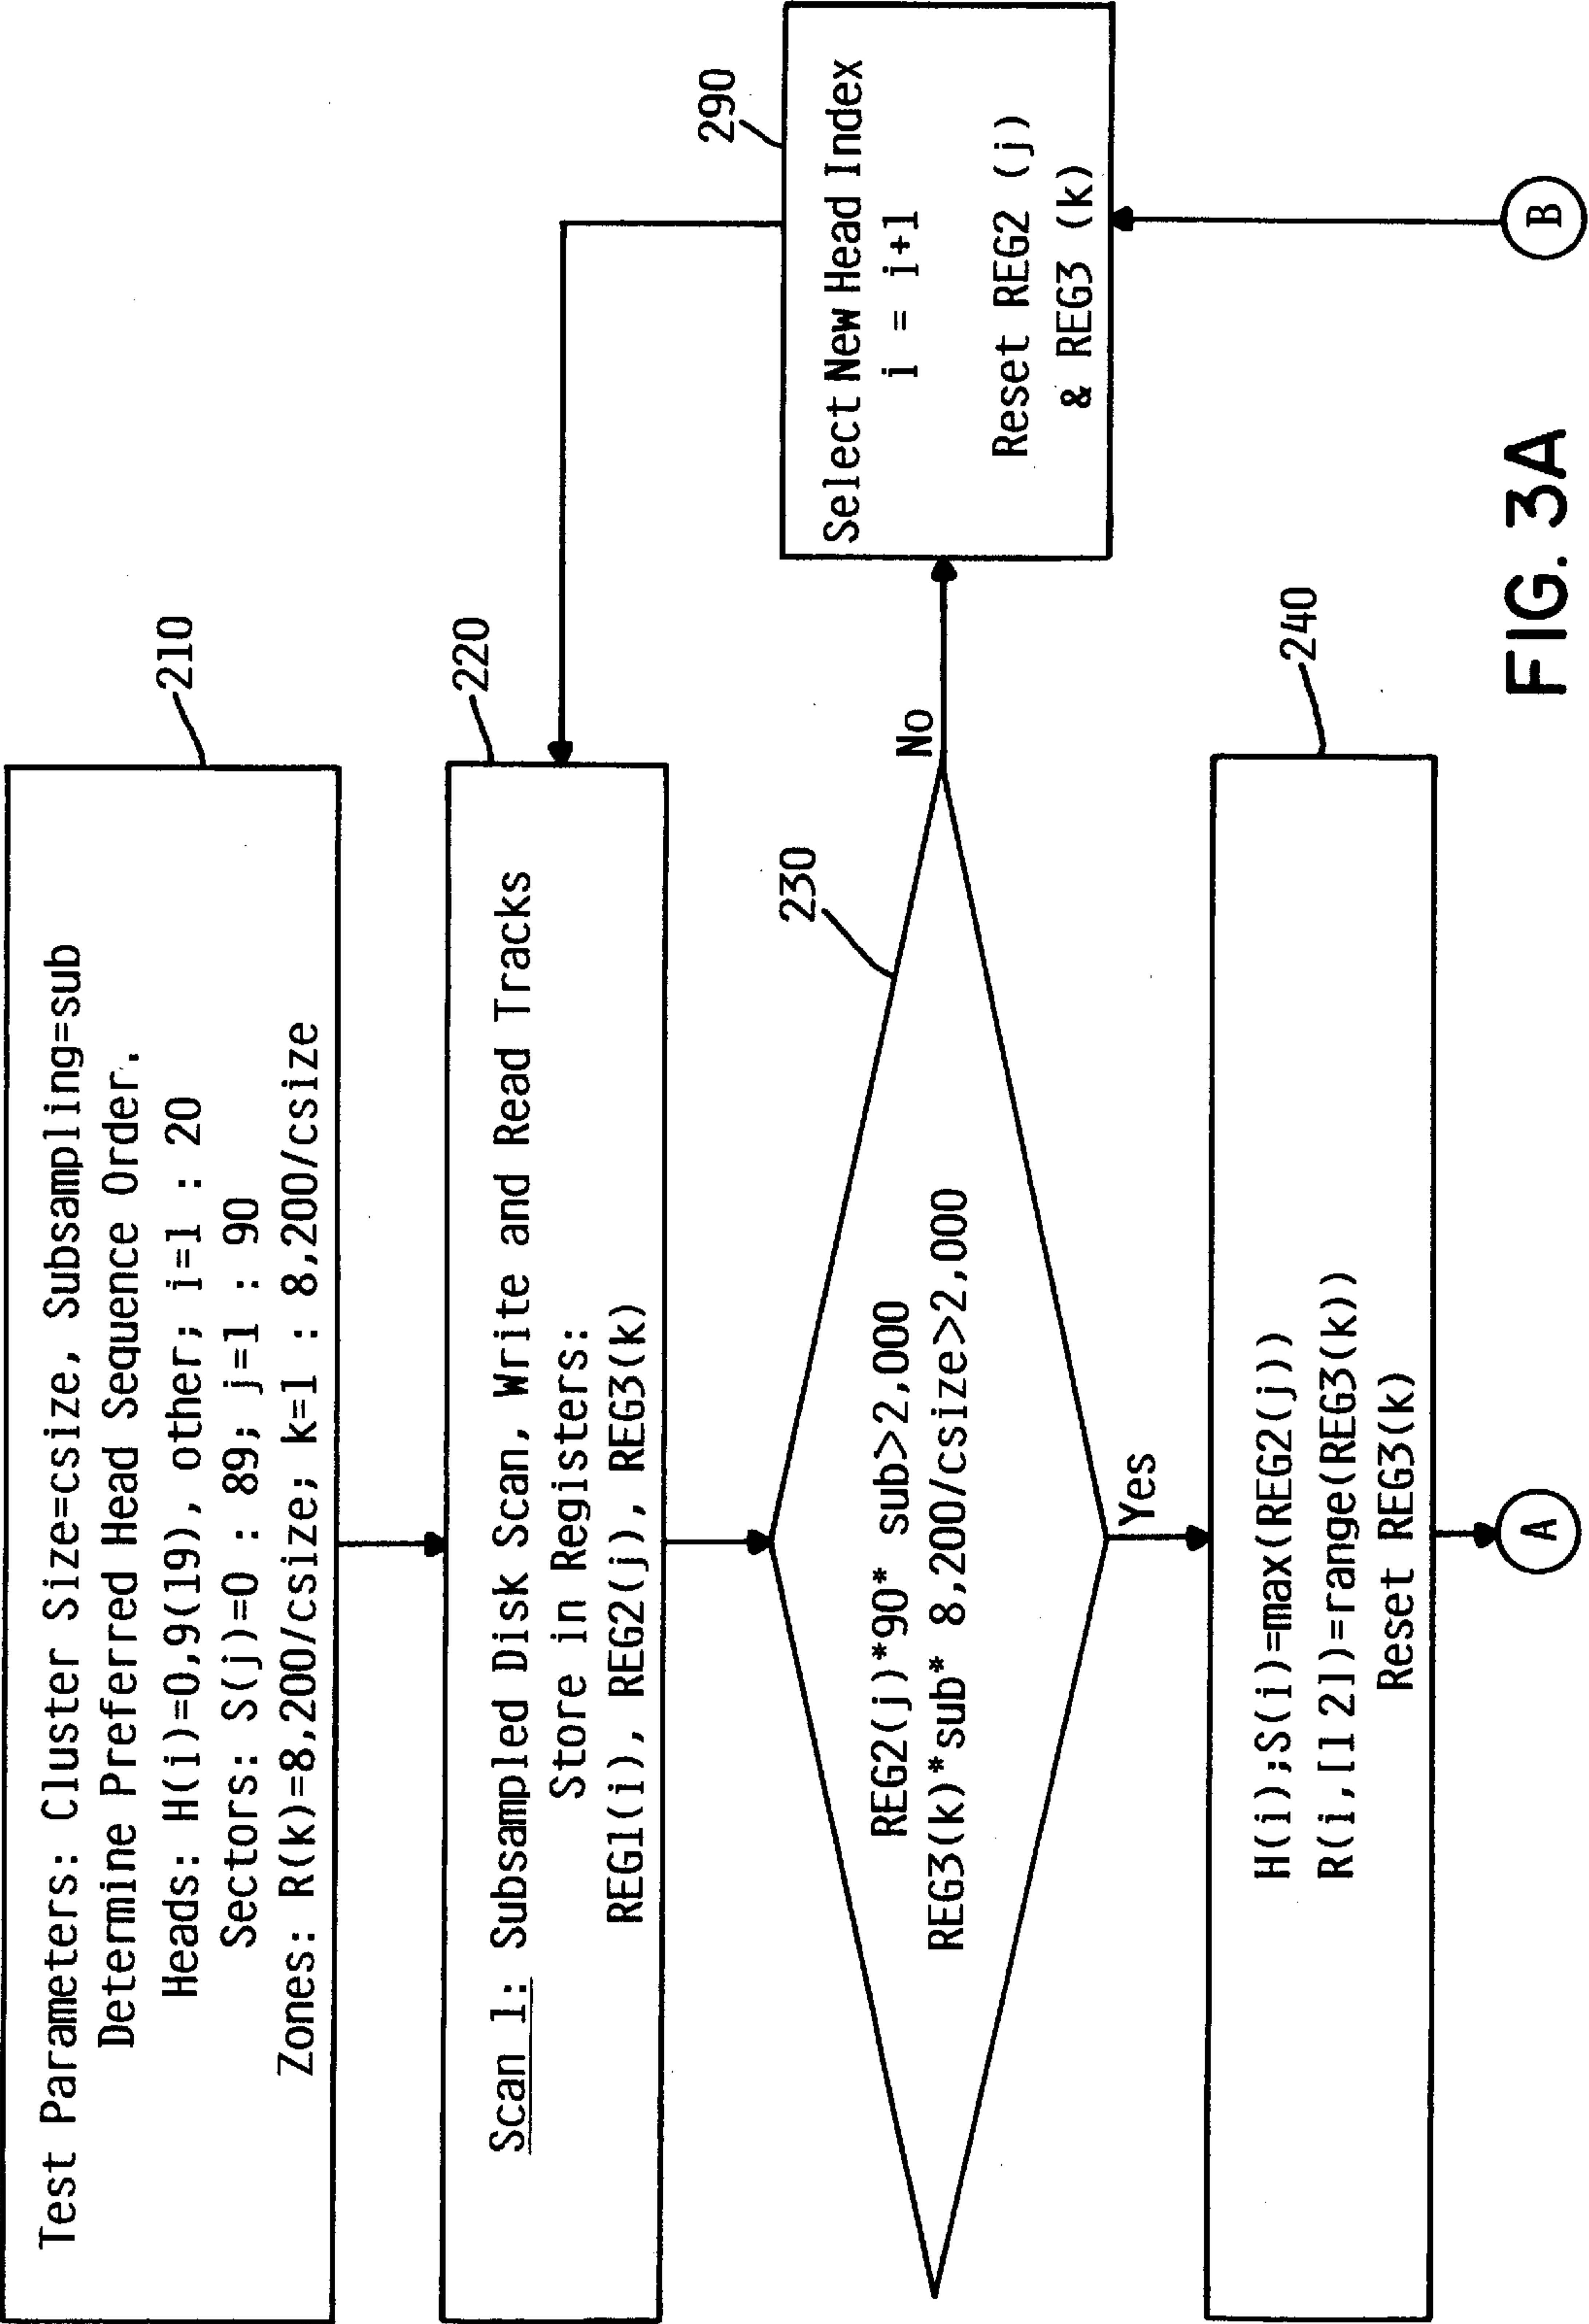 210
Test Parameters: Cluster Size=csize, Subsampling=sub
Determine Preferred Head Sequence Order.
Heads: H(i)=0,9(19), other; i=1 : 20
Sectors: S(j)=0 : 89; j=1 : 90
Zones: R(k)=8,200/csize; k=1 : 8,200/csize
220
Scan 1: Subsampled Disk Scan, Write and Read Tracks
Store in Registers:
REG1(i), REG2(j), REG3(k)
230
REG2(j)*90* sub>2,000
REG3(k)*sub* 8,200/csize>2,000
No
Yes
290
Select New Head Index
i = i+1
Reset REG2 (j)
& REG3 (k)
B
240
H(i);S(i)=max(REG2(j))
R(i,[1 2])=range(REG3(k))
Reset REG3(k)
A
FIG. 3A